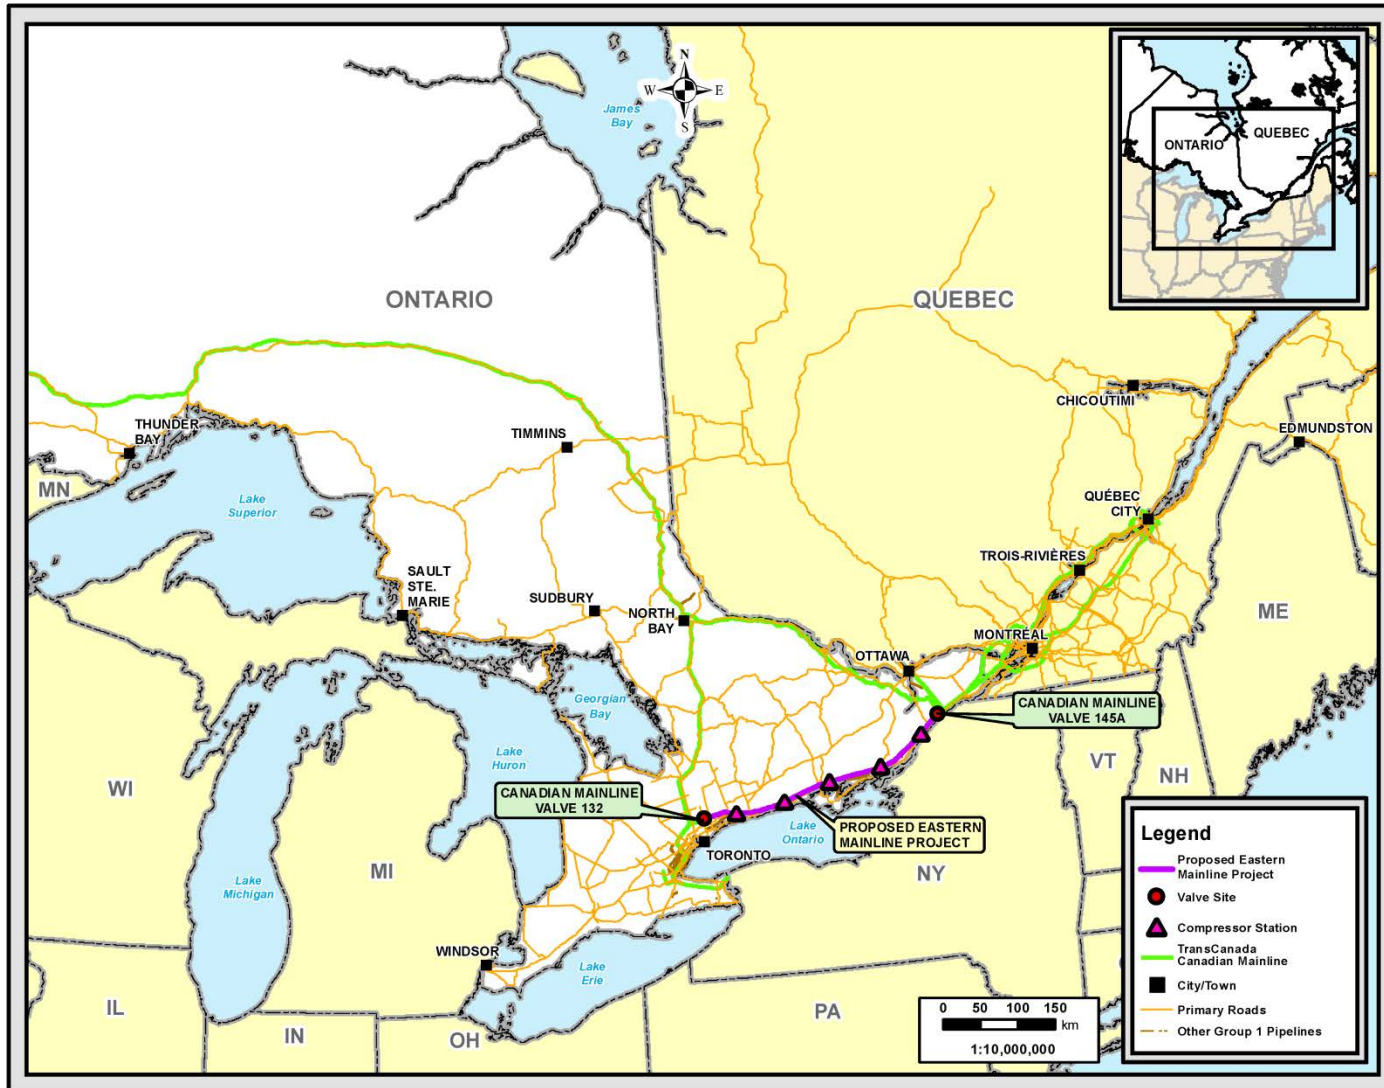 N
W
E
S
James
Bay
ONTARIO
QUEBEC
ONTARIO
QUEBEC
CHICOUTIMI
EDMUNDSTON
THUNDER
BAY
TIMMINS
MN
Lake
Superior
QUÉBEC
CITY
TROIS-RIVIÈRES
SAULT
STE.
MARIE
SUDBURY
NORTH
BAY
MONTRÉAL
OTTAWA
ME
Georgian
Bay
CANADIAN MAINLINE
VALVE 145A
Lake
Huron
VT
NH
WI
CANADIAN MAINLINE
VALVE 132
Lake
Ontario
PROPOSED EASTERN
MAINLINE PROJECT
TORONTO
MI
NY
Lake
Michigan
WINDSOR
Lake
Erie
IL
IN
OH
PA
0 50 100 150
km
1:10,000,000
Legend
Proposed Eastern
Mainline Project
Valve Site
Compressor Station
TransCanada
Canadian Mainline
City/Town
Primary Roads
Other Group 1 Pipelines